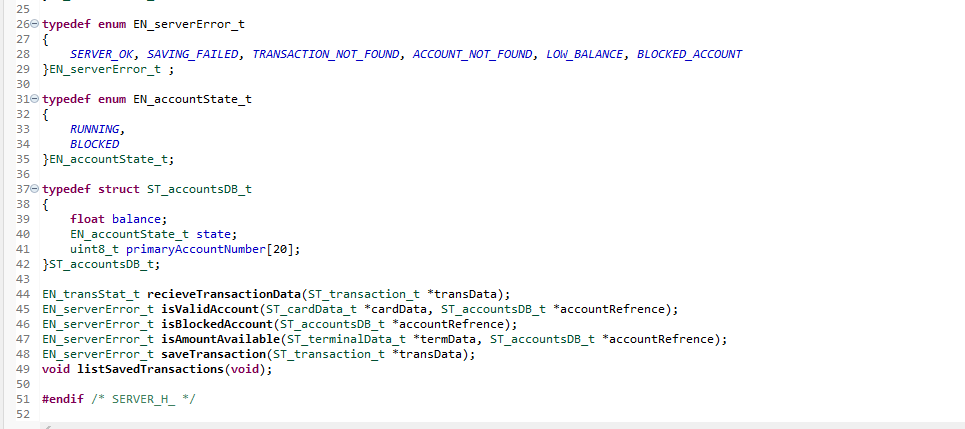 25
26 typedef enum EN_serverError_t
27 {
28 SERVER_OK, SAVING_FAILED, TRANSACTION_NOT_FOUND, ACCOUNT_NOT_FOUND, LOW_BALANCE, BLOCKED_ACCOUNT
29 }EN_serverError_t ;
30
31 typedef enum EN_accountState_t
32 {
33 RUNNING,
34 BLOCKED
35 }EN_accountState_t;
36
37 typedef struct ST_accountsDB_t
38 {
39 float balance;
40 EN_accountState_t state;
41 uint8_t primaryAccountNumber[20];
42 }ST_accountsDB_t;
43
44 EN_transStat_t recieveTransactionData(ST_transaction_t *transData);
45 EN_serverError_t isValidAccount(ST_cardData_t *cardData, ST_accountsDB_t *accountRefrence);
46 EN_serverError_t isBlockedAccount(ST_accountsDB_t *accountRefrence);
47 EN_serverError_t isAmountAvailable(ST_terminalData_t *termData, ST_accountsDB_t *accountRefrence);
48 EN_serverError_t saveTransaction(ST_transaction_t *transData);
49 void listSavedTransactions(void);
50
51 #endif /* SERVER_H_ */
52